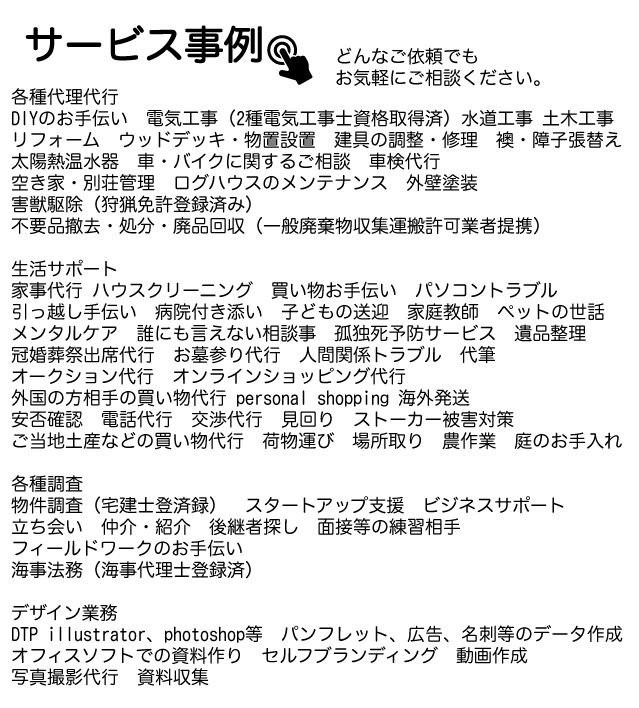 サービス事例
どんなご依頼でも
お気軽にご相談ください。
各種代理代行
DIYのお手伝い　電気工事（2種電気工事士資格取得済）水道工事 土木工事
リフォーム　ウッドデッキ・物置設置　建具の調整・修理　襖・障子張替え
太陽熱温水器　車・バイクに関するご相談　車検代行
空き家・別荘管理　ログハウスのメンテナンス　外壁塗装
害獣駆除（狩猟免許登録済み）
不要品撤去・処分・廃品回収（一般廃棄物収集運搬許可業者提携）
生活サポート
家事代行 ハウスクリーニング　買い物お手伝い　パソコントラブル
引っ越し手伝い　病院付き添い　子どもの送迎　家庭教師　ペットの世話
メンタルケア　誰にも言えない相談事　孤独死予防サービス　遺品整理
冠婚葬祭出席代行　お墓参り代行　人間関係トラブル　代筆
オークション代行　オンラインショッピング代行
外国の方相手の買い物代行 personal shopping 海外発送
安否確認　電話代行　交渉代行　見回り　ストーカー被害対策
ご当地土産などの買い物代行　荷物運び　場所取り　農作業　庭のお手入れ
各種調査
物件調査（宅建士登済録）　スタートアップ支援　ビジネスサポート
立ち会い　仲介・紹介　後継者探し　面接等の練習相手
フィールドワークのお手伝い
海事法務（海事代理士登録済）
デザイン業務
DTP illustrator、photoshop等　パンフレット、広告、名刺等のデータ作成
オフィスソフトでの資料作り　セルフブランディング　動画作成
写真撮影代行　資料収集